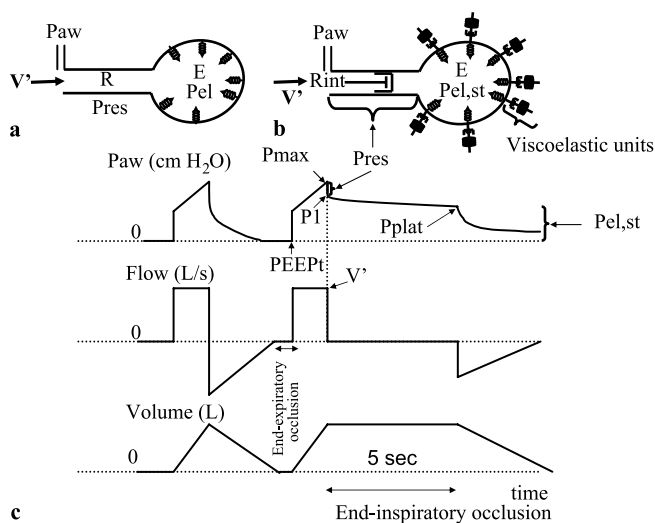 Paw
Paw
V'
R
E
Pel
Pres
a
V'
Rint
E
Pel,st
b
Viscoelastic units
Pres
Paw (cm H₂O)
Pmax
P1
Pplat
Pel,st
0
PEEPt
Flow (L/s)
V'
0
End-expiratory
occlusion
Volume (L)
0
5 sec
time
End-inspiratory occlusion
c